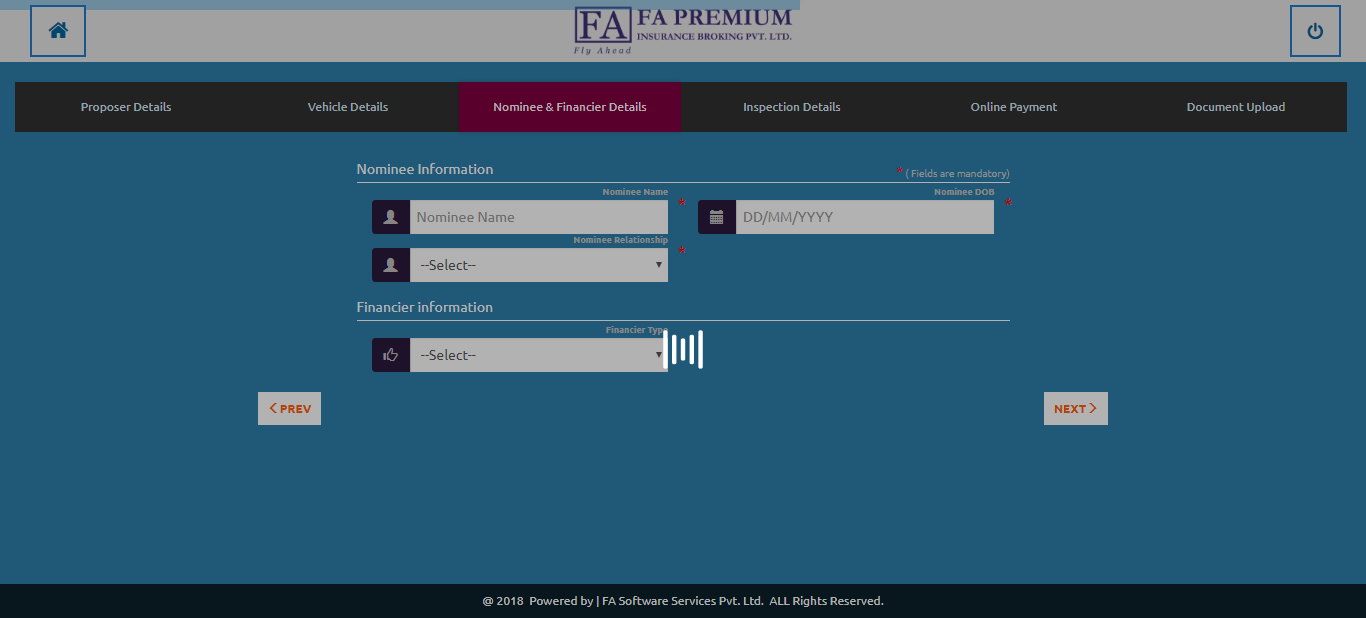 FA
FA PREMIUM
INSURANCE BROKING PVT. LTD.
Fly Ahead
Proposer Details
Vehicle Details
Nominee & Financier Details
Inspection Details
Online Payment
Document Upload
Nominee Information
* ( Fields are mandatory)
Nominee Name
*
Nominee DOB
*
Nominee Name
DD/MM/YYYY
Nominee Relationship
*
--Select--
Financier information
Financier Type
--Select--
PREV
NEXT
@ 2018 Powered by | FA Software Services Pvt. Ltd. ALL Rights Reserved.